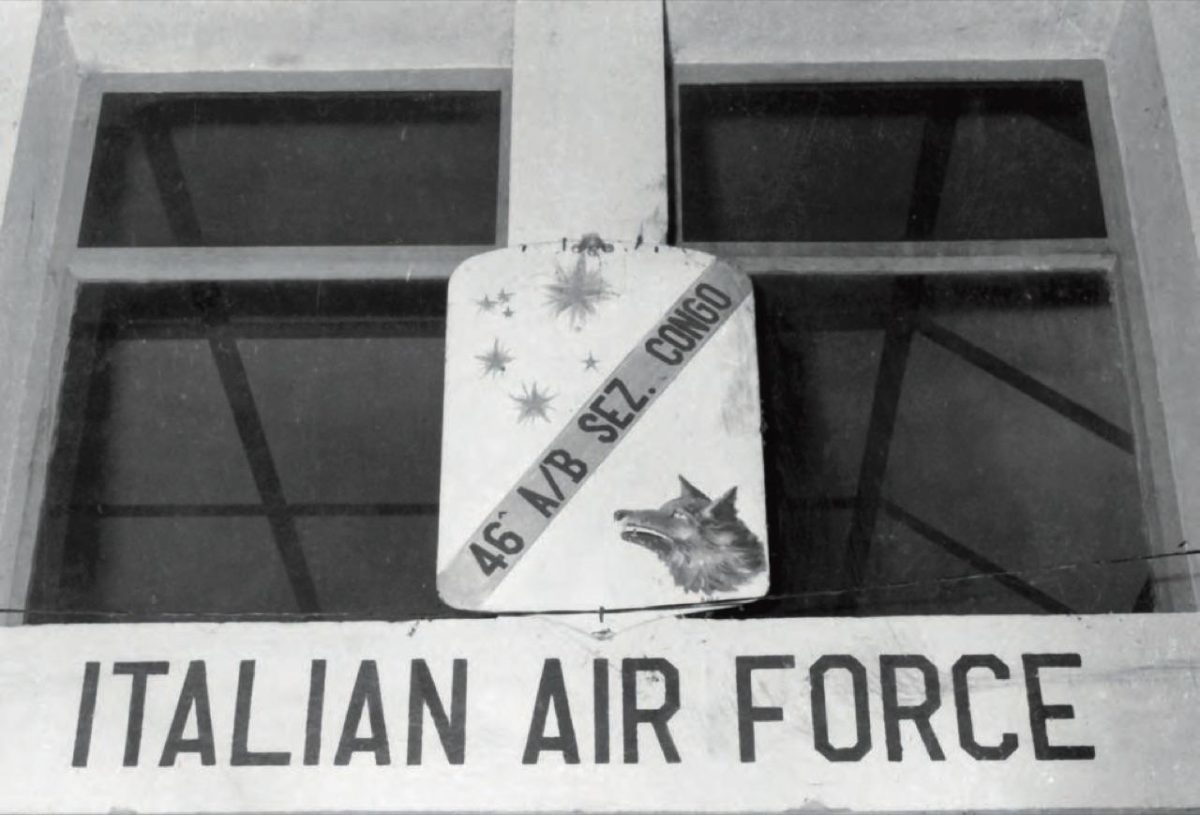 46ª A/B SEZ. CONGO
ITALIAN AIR FORCE